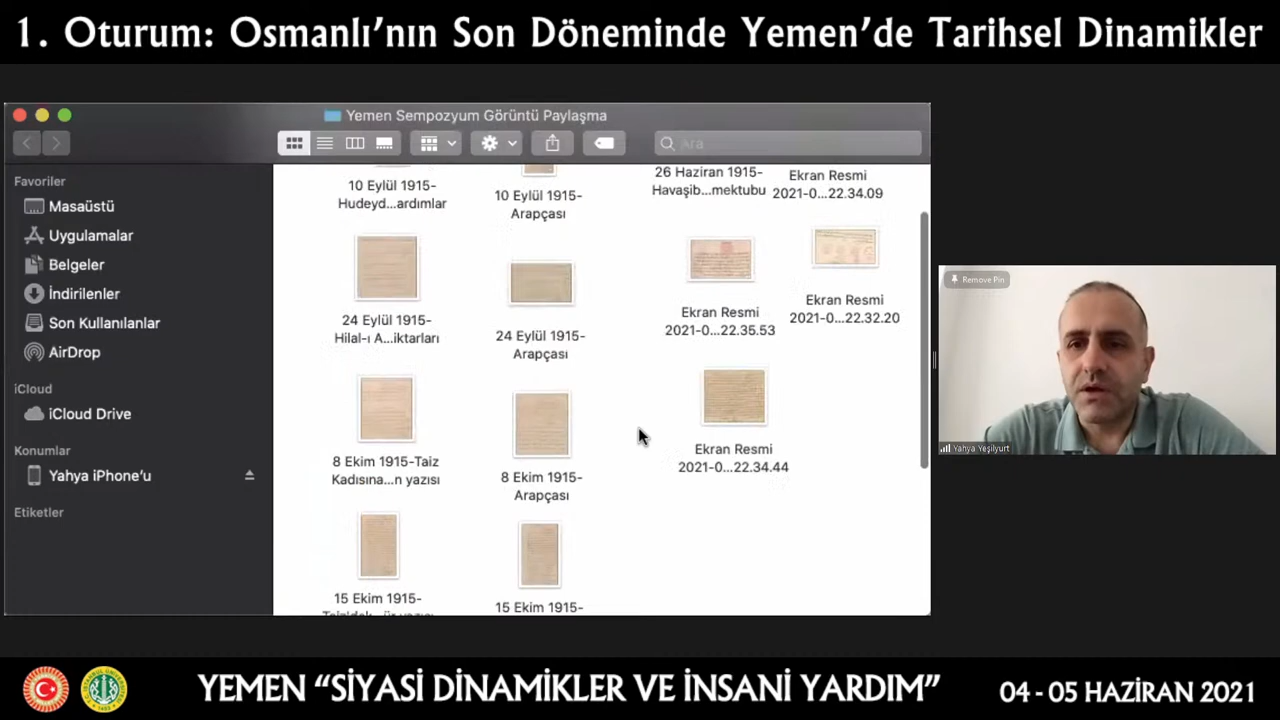 1. Oturum: Osmanlı’nın Son Döneminde Yemen’de Tarihsel Dinamikler
Yemen Sempozyum Görüntü Paylaşma
Ara
Favoriler
Masaüstü
Uygulamalar
Belgeler
İndirilenler
Son Kullanılanlar
AirDrop
iCloud
iCloud Drive
Konumlar
Yahya iPhone’u
Etiketler
10 Eylül 1915-
Hudeyd...ardımlar
10 Eylül 1915-
Arapçası
26 Haziran 1915-
Havaşib...mektubu
Ekran Resmi
2021-0...22.34.09
24 Eylül 1915-
Hilal-ı A...iktarları
24 Eylül 1915-
Arapçası
Ekran Resmi
2021-0...22.35.53
Ekran Resmi
2021-0...22.32.20
8 Ekim 1915-Taiz
Kadısına...n yazısı
8 Ekim 1915-
Arapçası
Ekran Resmi
2021-0...22.34.44
15 Ekim 1915-
15 Ekim 1915-
Remove Pin
Yahya Yeşilyurt
YEMEN “SİYASİ DİNAMİKLER VE İNSANİ YARDIM”
04 - 05 HAZİRAN 2021